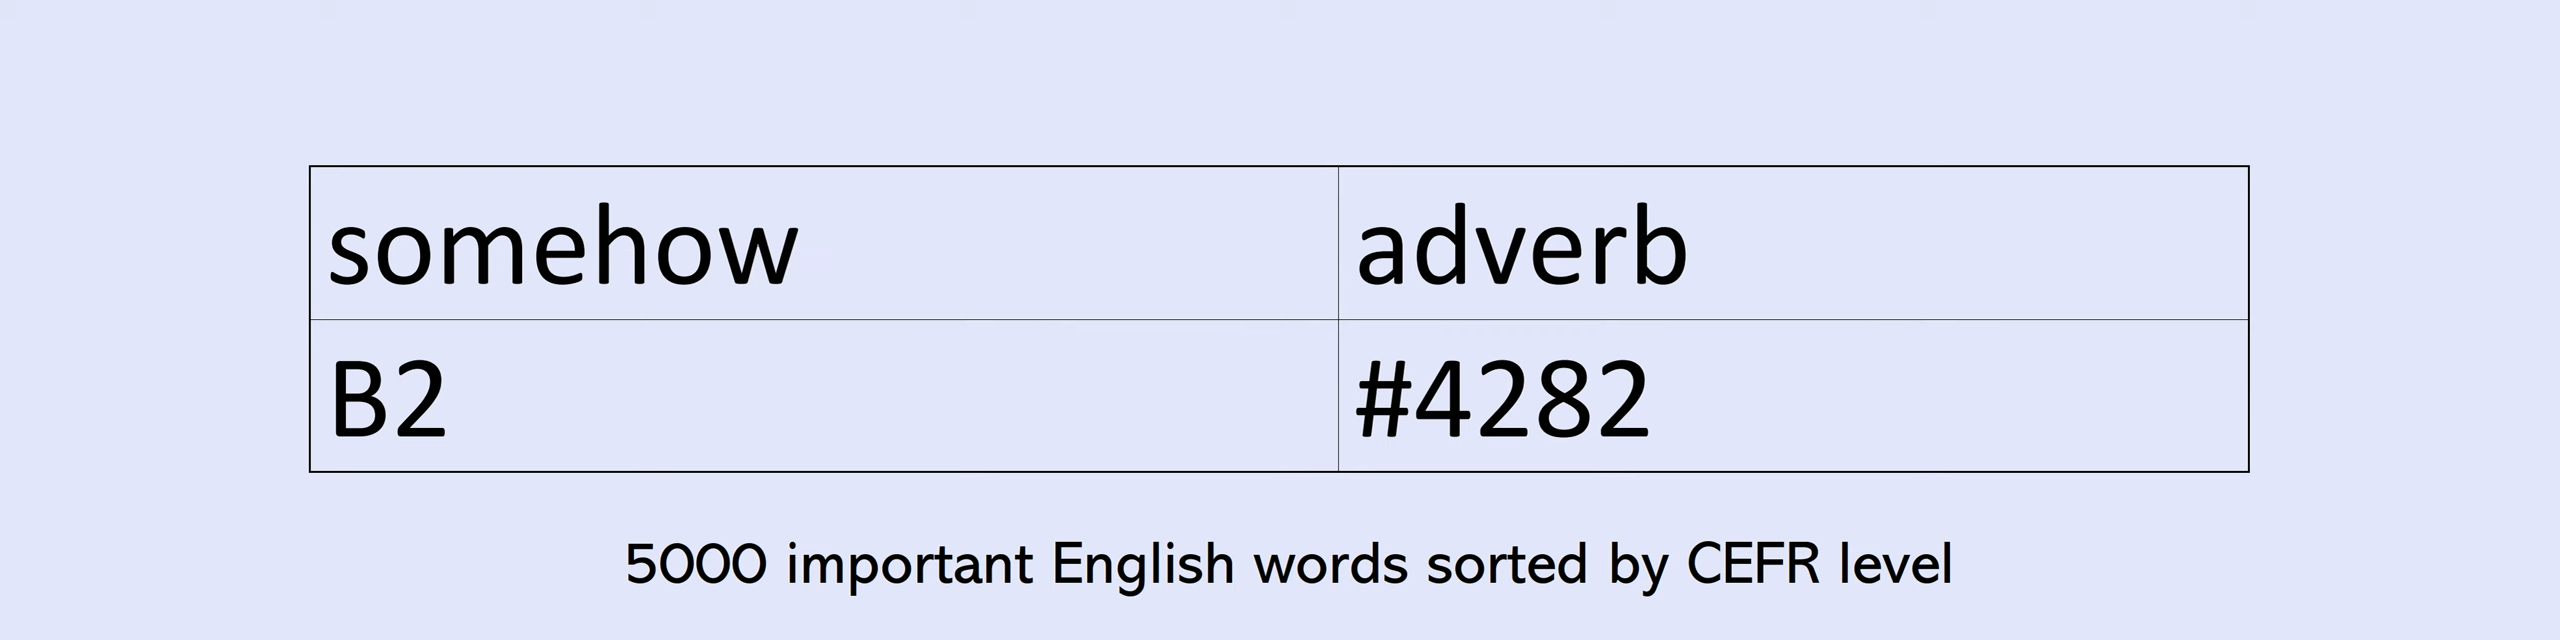 somehow adverb
B2 #4282
5000 important English words sorted by CEFR level